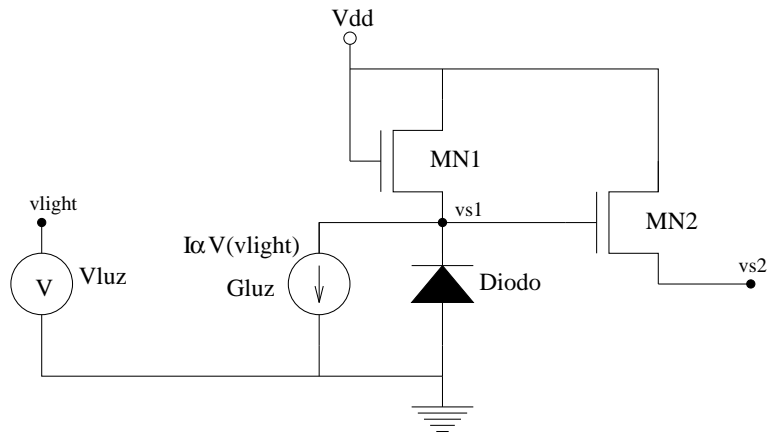 Vdd
MN1
vlight
vs1
IαV(vlight)
MN2
V
Vluz
Gluz
Diodo
vs2